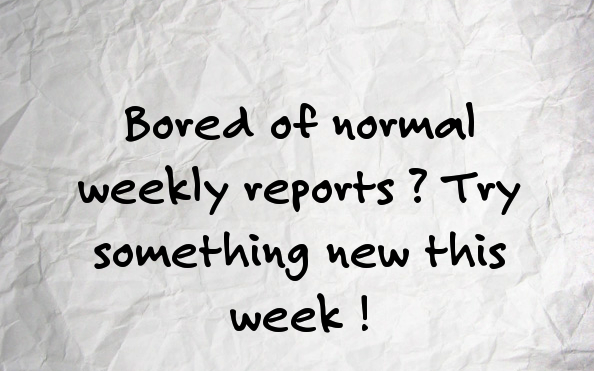 Bored of normal
weekly reports ? Try
something new this
week !